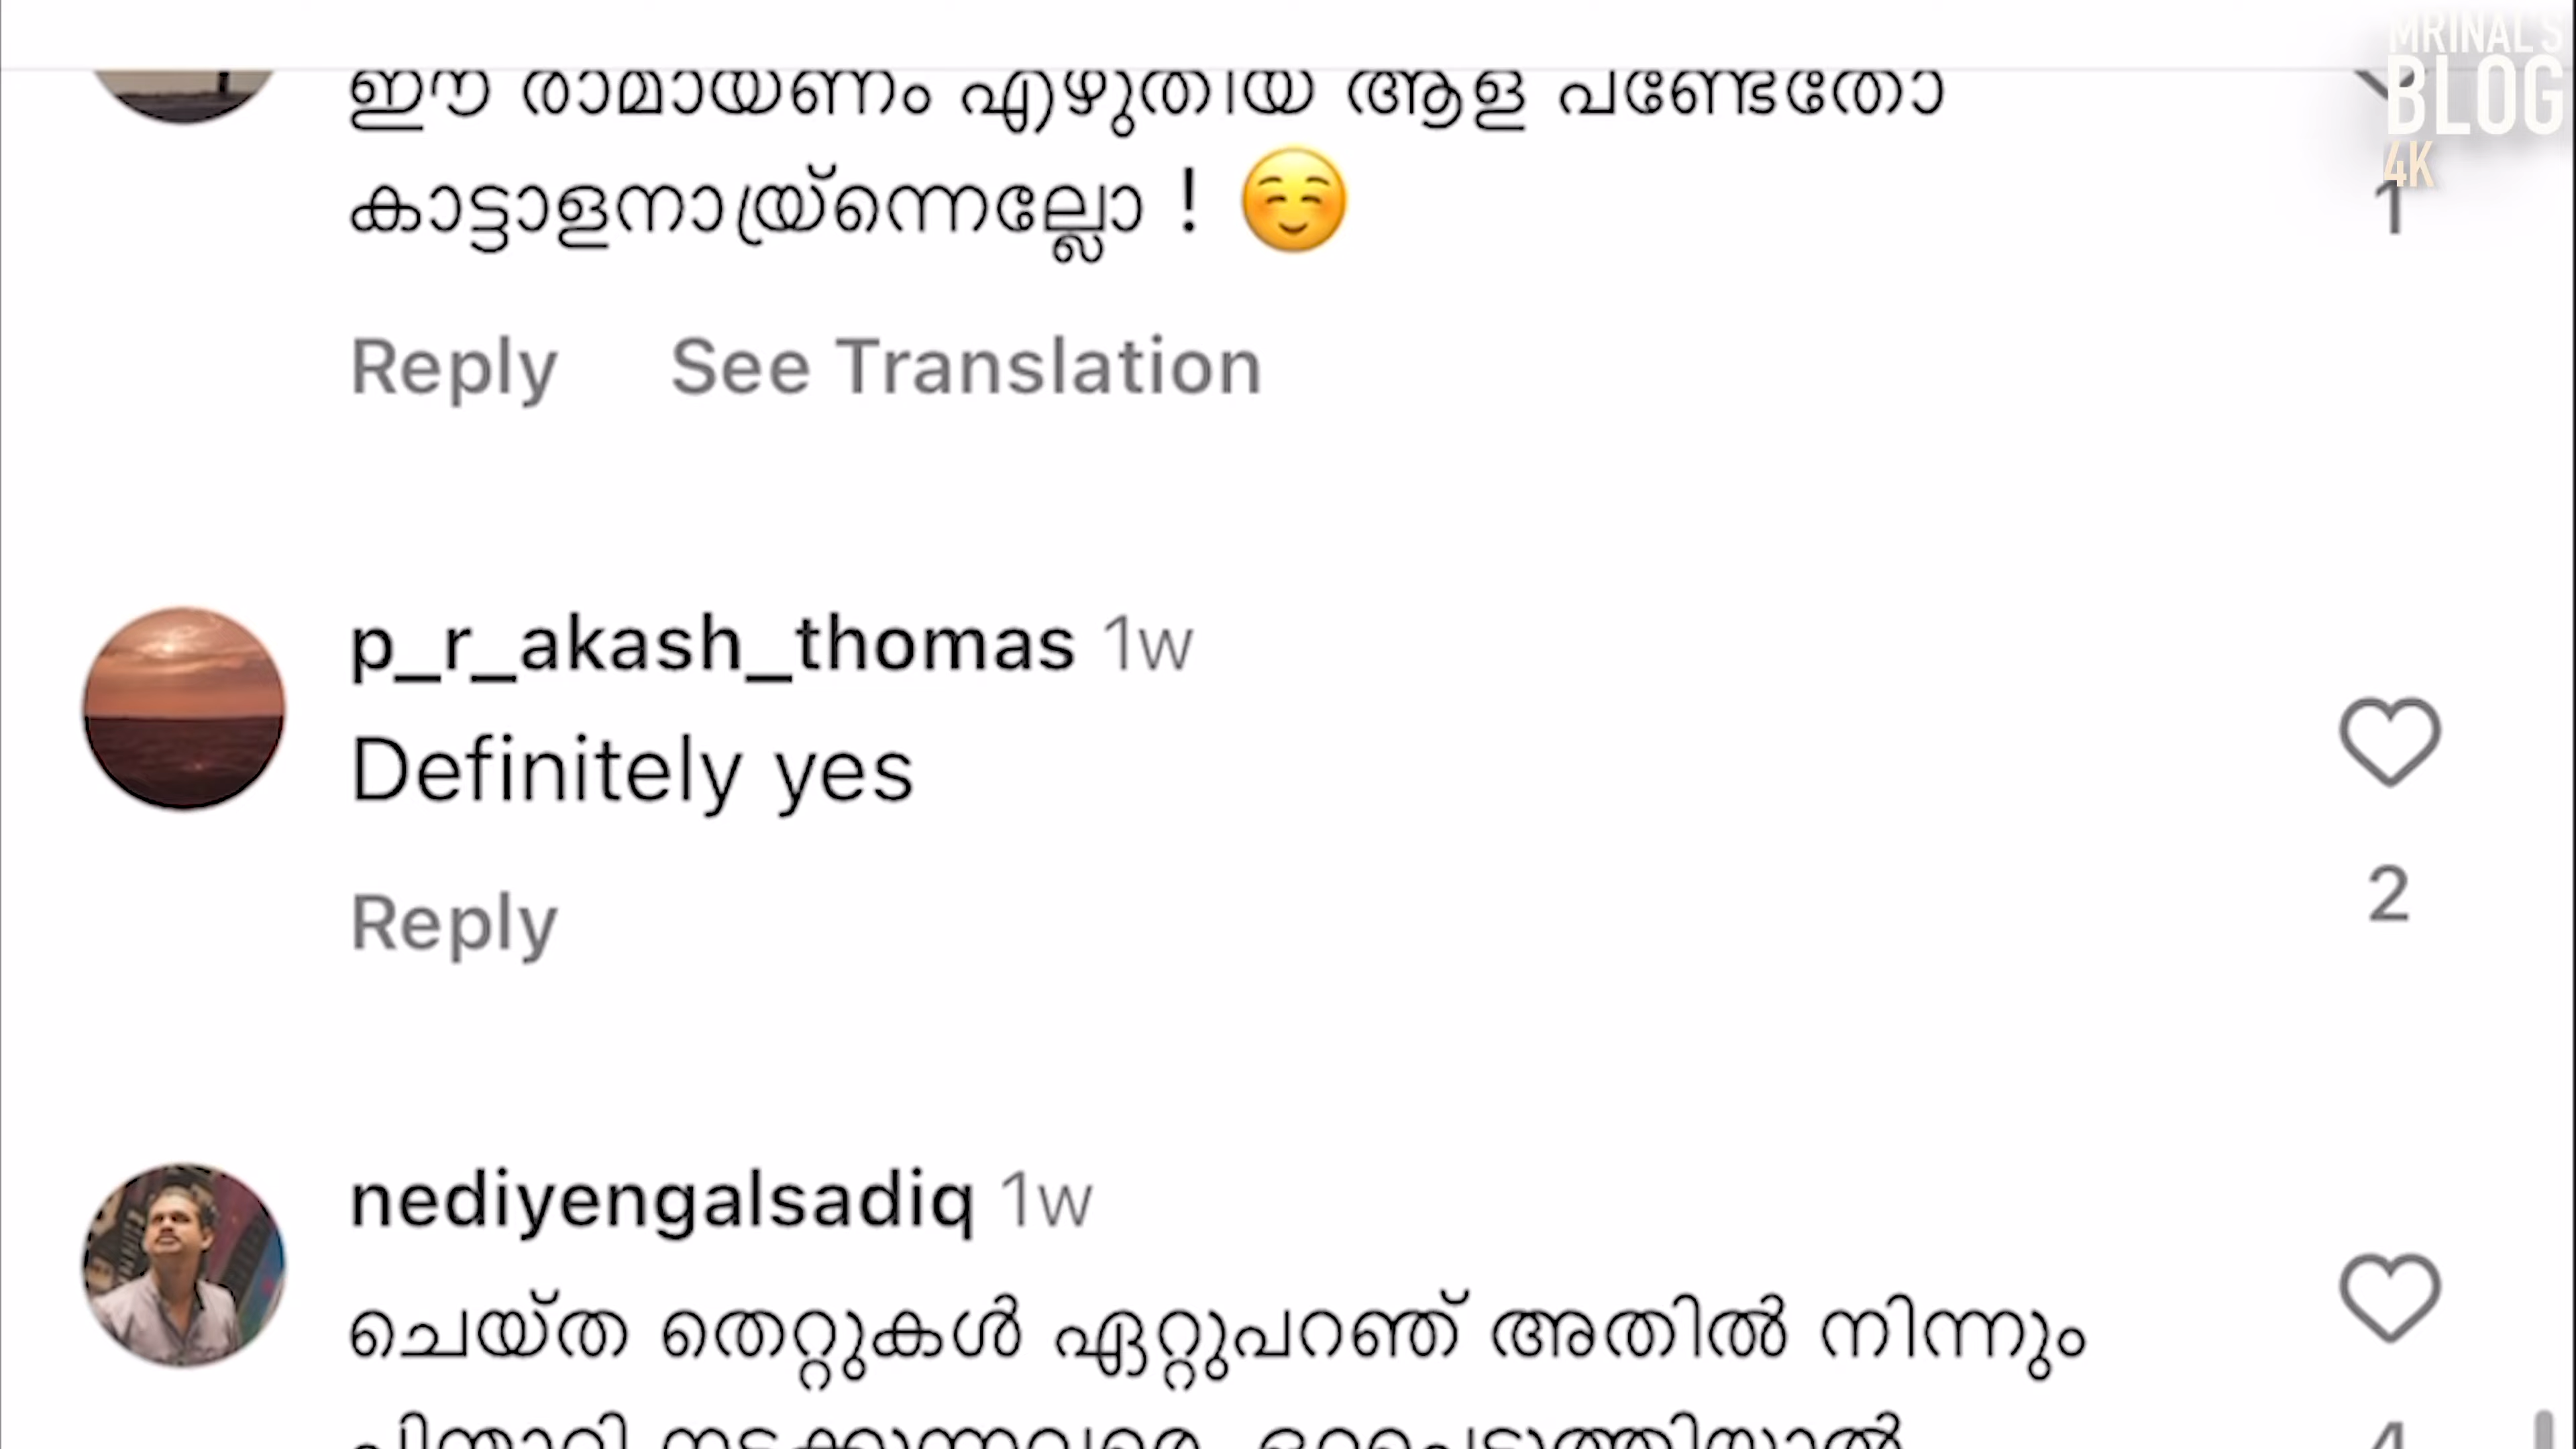 MRINAL'S
BLOG
4K
ഈ രാമായണം എഴുതിയ ആള് പണ്ടേതോ
കാട്ടാളനായ്ര്ന്നെല്ലോ ! ☺️
1
Reply See Translation
p_r_akash_thomas 1w
Definitely yes
2
Reply
nediyengalsadiq 1w
ചെയ്ത തെറ്റുകൾ ഏറ്റുപറഞ് അതിൽ നിന്നും